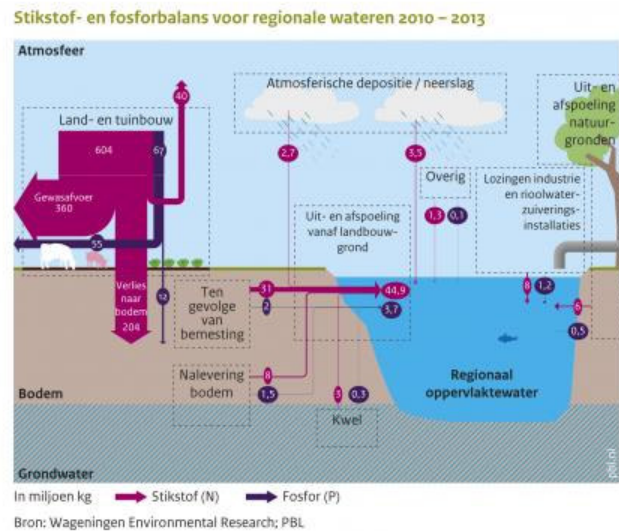 Stikstof- en fosforbalans voor regionale wateren 2010 – 2013
Atmosfeer
Land- en tuinbouw
40
604
67
Gewasafvoer
360
55
Verlies
naar
bodem
204
12
Atmosferische depositie / neerslag
2,7
3,5
Uit- en
afspoeling
natuur-
gronden
Overig
1,3
0,1
Lozingen industrie
en rioolwater-
zuiverings-
installaties
Uit- en afspoeling
vanaf landbouw-
grond
Ten
gevolge
van
bemesting
31
2
44,9
3,7
8
1,2
6
0,5
Nalevering
bodem
8
1,5
3
0,3
Kwel
Regionaal
oppervlaktewater
Bodem
Grondwater
pbl.nl
In miljoen kg
Stikstof (N)
Fosfor (P)
Bron: Wageningen Environmental Research; PBL